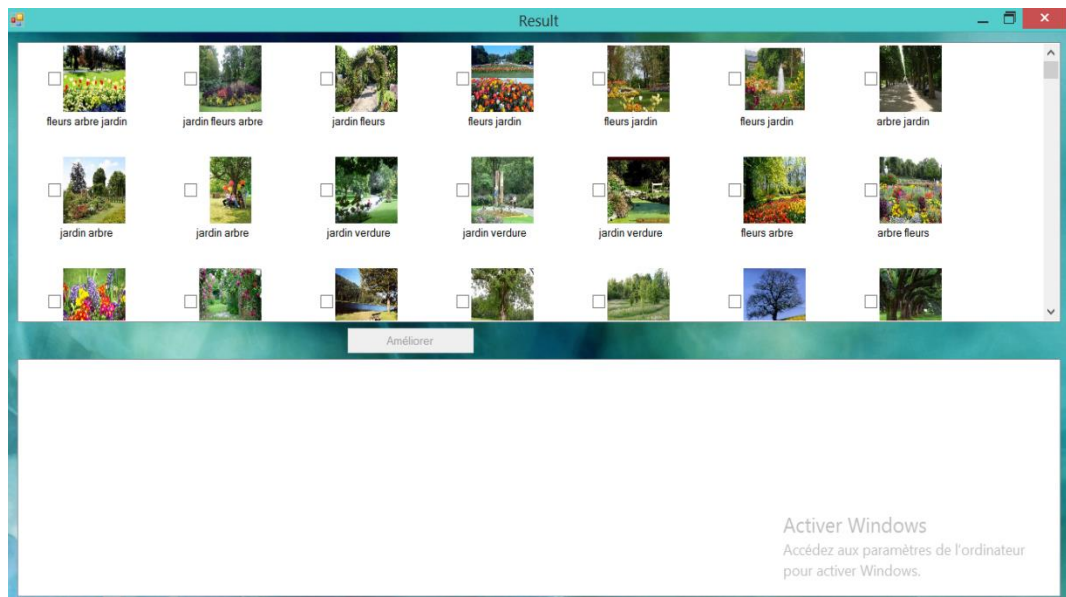 Result
fleurs arbre jardin
jardin fleurs arbre
jardin fleurs
fleurs jardin
fleurs jardin
fleurs jardin
arbre jardin
jardin arbre
jardin arbre
jardin verdure
jardin verdure
jardin verdure
fleurs arbre
arbre fleurs
Améliorer
Activer Windows
Accédez aux paramètres de l'ordinateur
pour activer Windows.